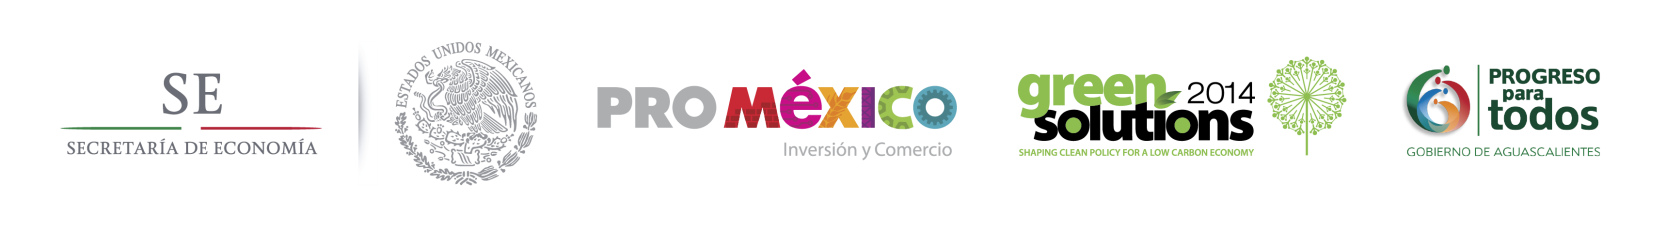 SE
SECRETARÍA DE ECONOMÍA
ESTADOS UNIDOS MEXICANOS
PRO MéXICO
Inversión y Comercio
green
solutions 2014
SHAPING CLEAN POLICY FOR A LOW CARBON ECONOMY
PROGRESO
para
todos
GOBIERNO DE AGUASCALIENTES